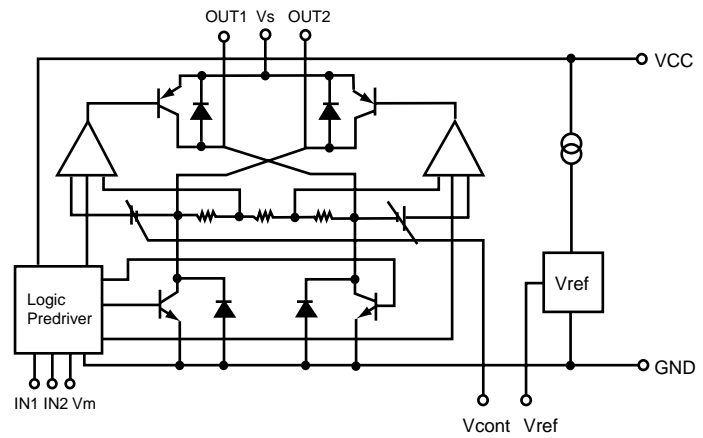 OUT1 Vs OUT2
VCC
Vref
Logic
Predriver
GND
IN1 IN2 Vm
Vcont Vref